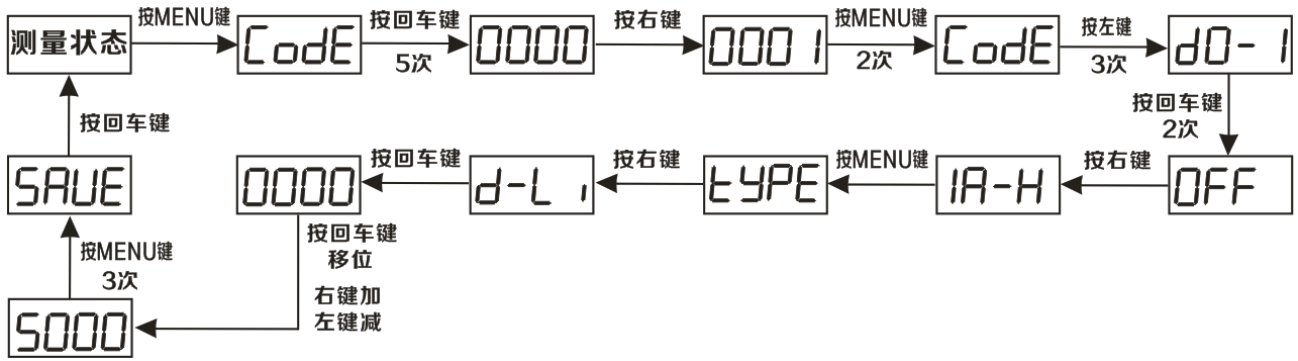 测量状态
按MENU键
CodE
按回车键
5次
0000
按右键
0001
按MENU键
2次
CodE
按左键
3次
dO-1
按回车键
2次
OFF
按右键
1A-H
按MENU键
tYPE
按右键
d-Li
按回车键
0000
按回车键
移位
右键加
左键减
5000
按MENU键
3次
SAUE
按回车键